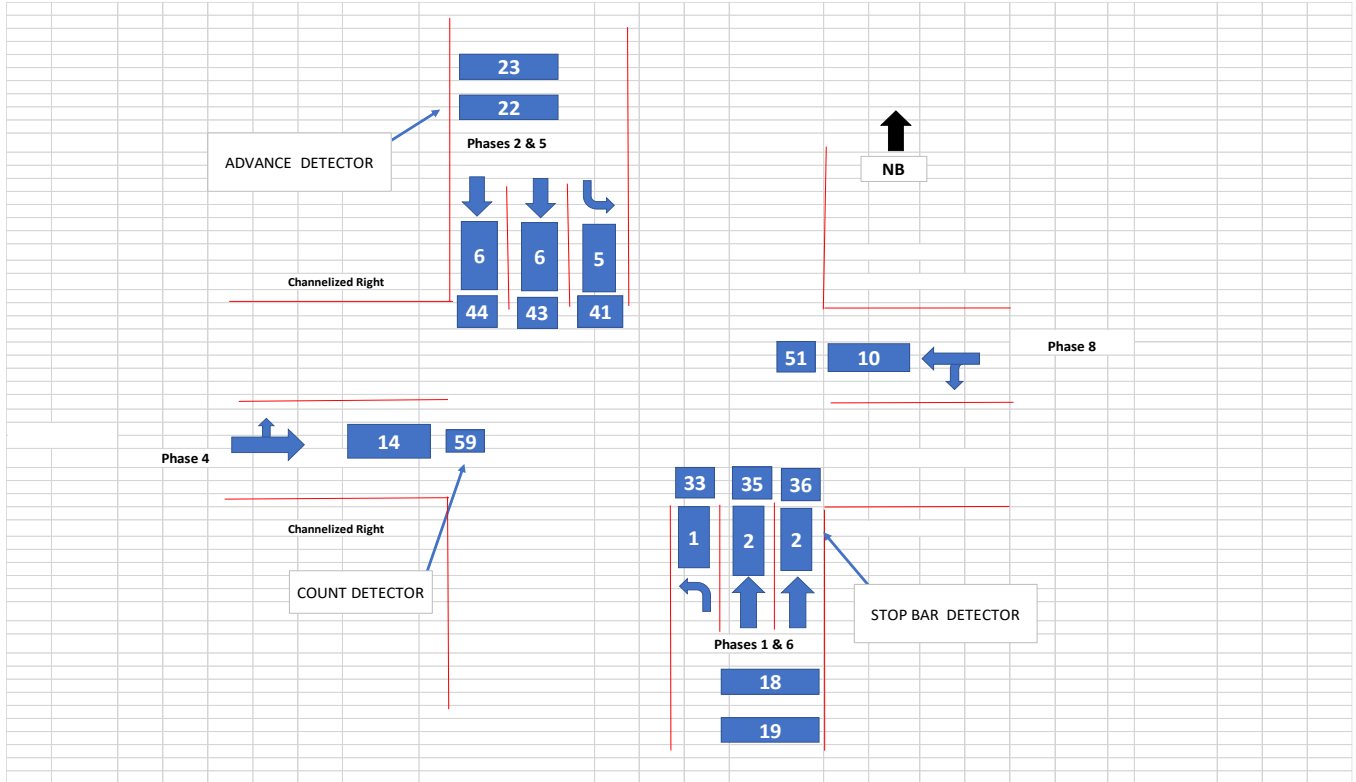 23
22
ADVANCE DETECTOR
Phases 2 & 5
NB
6 6 5
Channelized Right
44 43 41
Phase 8
51 10
14 59
Phase 4
33 35 36
Channelized Right
1 2 2
COUNT DETECTOR
STOP BAR DETECTOR
Phases 1 & 6
18
19